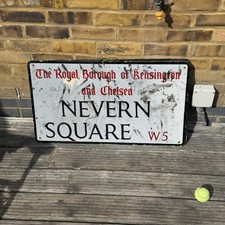 The Royal Borough of Kensington
and Chelsea
NEVERN
SQUARE W5